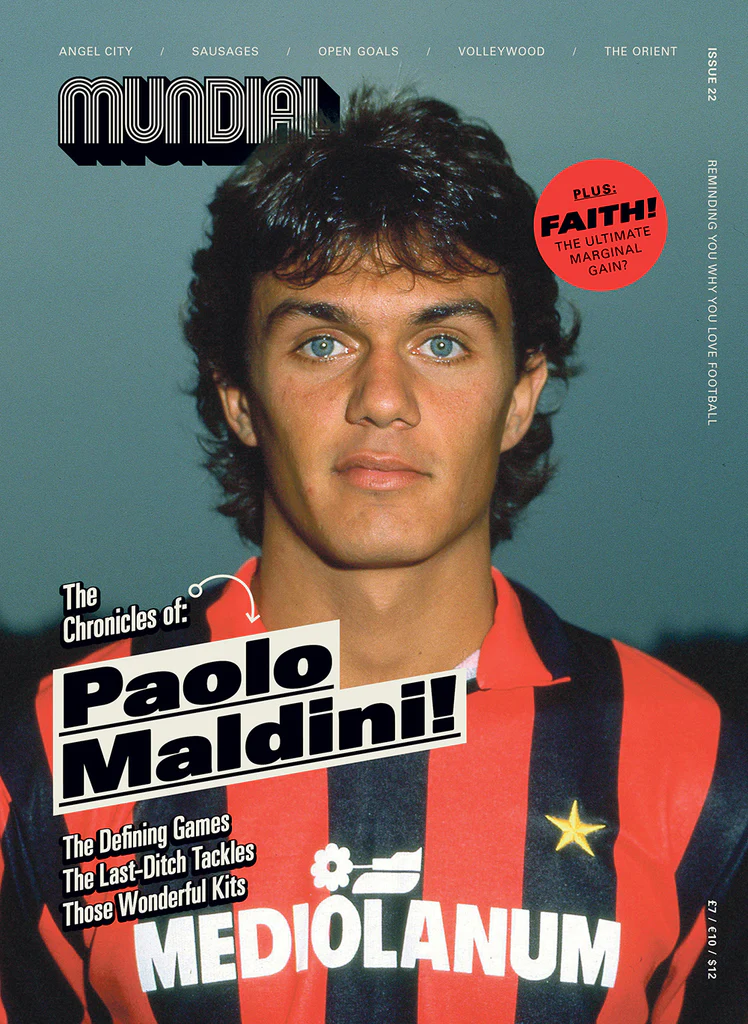 ANGEL CITY / SAUSAGES / OPEN GOALS / VOLLEYWOOD / THE ORIENT
MUNDIAL
ISSUE 22
REMINDING YOU WHY YOU LOVE FOOTBALL
PLUS:
FAITH!
THE ULTIMATE
MARGINAL
GAIN?
The
Chronicles of:
Paolo
Maldini!
The Defining Games
The Last-Ditch Tackles
Those Wonderful Kits
MEDIOLANUM
£7 / €10 / $12